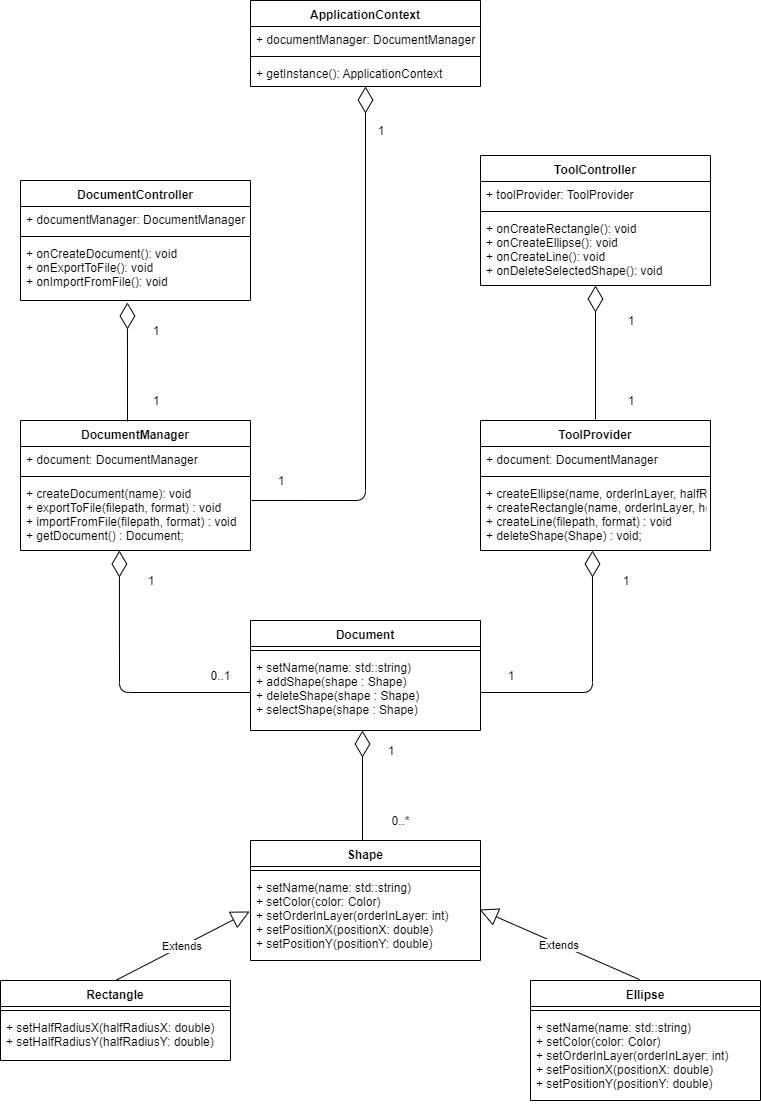 ApplicationContext
+ documentManager: DocumentManager
+ getInstance(): ApplicationContext
1
DocumentController
+ documentManager: DocumentManager
+ onCreateDocument(): void
+ onExportToFile(): void
+ onImportFromFile(): void
1
1
ToolController
+ toolProvider: ToolProvider
+ onCreateRectangle(): void
+ onCreateEllipse(): void
+ onCreateLine(): void
+ onDeleteSelectedShape(): void
1
1
DocumentManager
+ document: DocumentManager
+ createDocument(name): void
+ exportToFile(filepath, format) : void
+ importFromFile(filepath, format) : void
+ getDocument() : Document;
1
1
ToolProvider
+ document: DocumentManager
+ createEllipse(name, orderInLayer, halfR
+ createRectangle(name, orderInLayer, h
+ createLine(filepath, format) : void
+ deleteShape(Shape) : void;
1
0..1
Document
+ setName(name: std::string)
+ addShape(shape : Shape)
+ deleteShape(shape : Shape)
+ selectShape(shape : Shape)
1
1
0..*
Shape
+ setName(name: std::string)
+ setColor(color: Color)
+ setOrderInLayer(orderInLayer: int)
+ setPositionX(positionX: double)
+ setPositionY(positionY: double)
Extends
Extends
Rectangle
+ setHalfRadiusX(halfRadiusX: double)
+ setHalfRadiusY(halfRadiusY: double)
Ellipse
+ setName(name: std::string)
+ setColor(color: Color)
+ setOrderInLayer(orderInLayer: int)
+ setPositionX(positionX: double)
+ setPositionY(positionY: double)